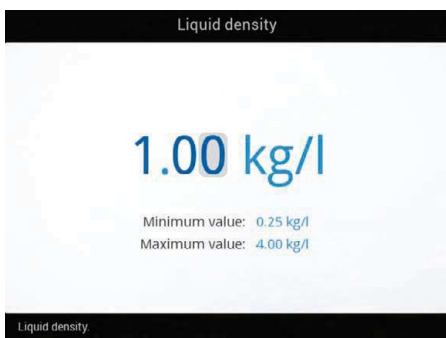 Liquid density
1.00 kg/l
Minimum value: 0.25 kg/l
Maximum value: 4.00 kg/l
Liquid density.